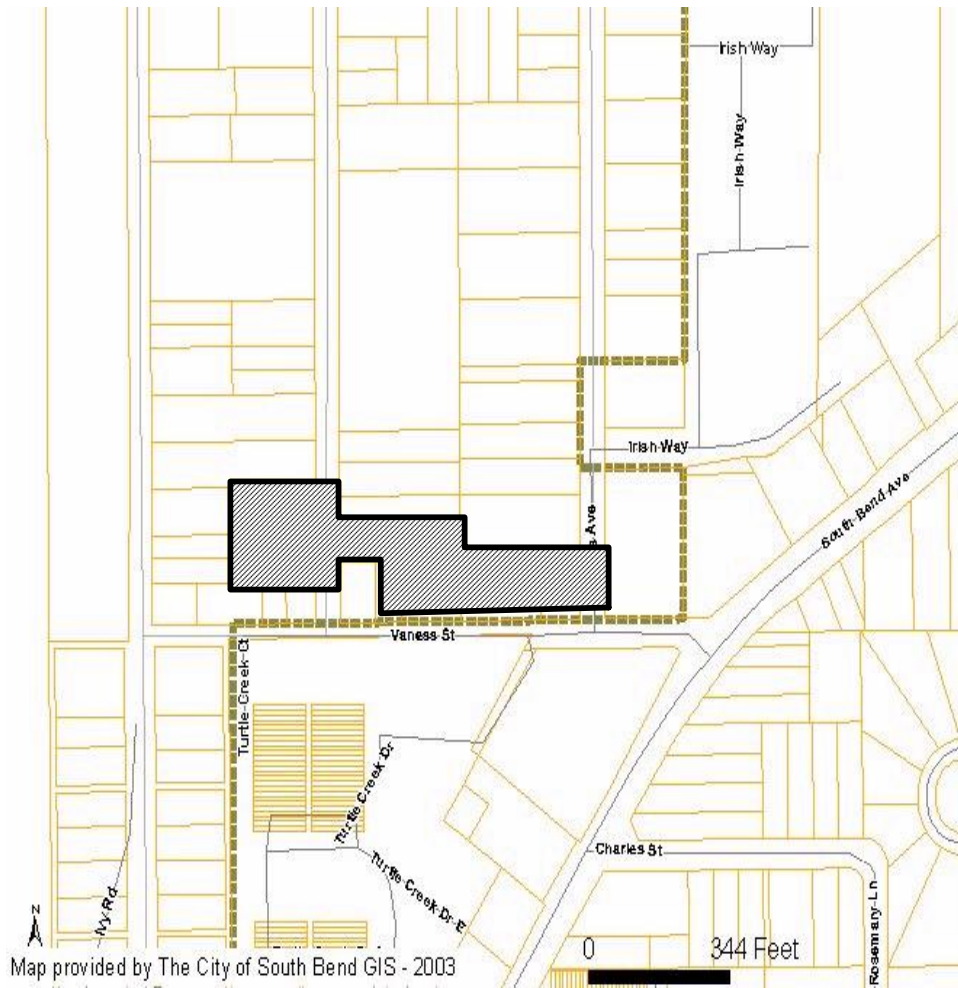 Irish Way
Irish Way
Irish Way
South Bend Ave
s Ave
Vaness St
Turtle Creek Ct
Turtle Creek Dr
Turtle Creek Dr E
Charles St
Ivy Rd
Rosemary Ln
N
0 344 Feet
Map provided by The City of South Bend GIS - 2003